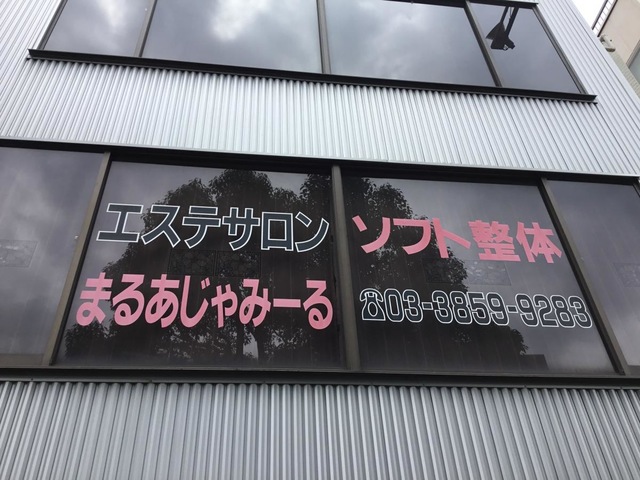 エステサロン
まるあじゃみーる
ソフト整体
☎03-3859-9283